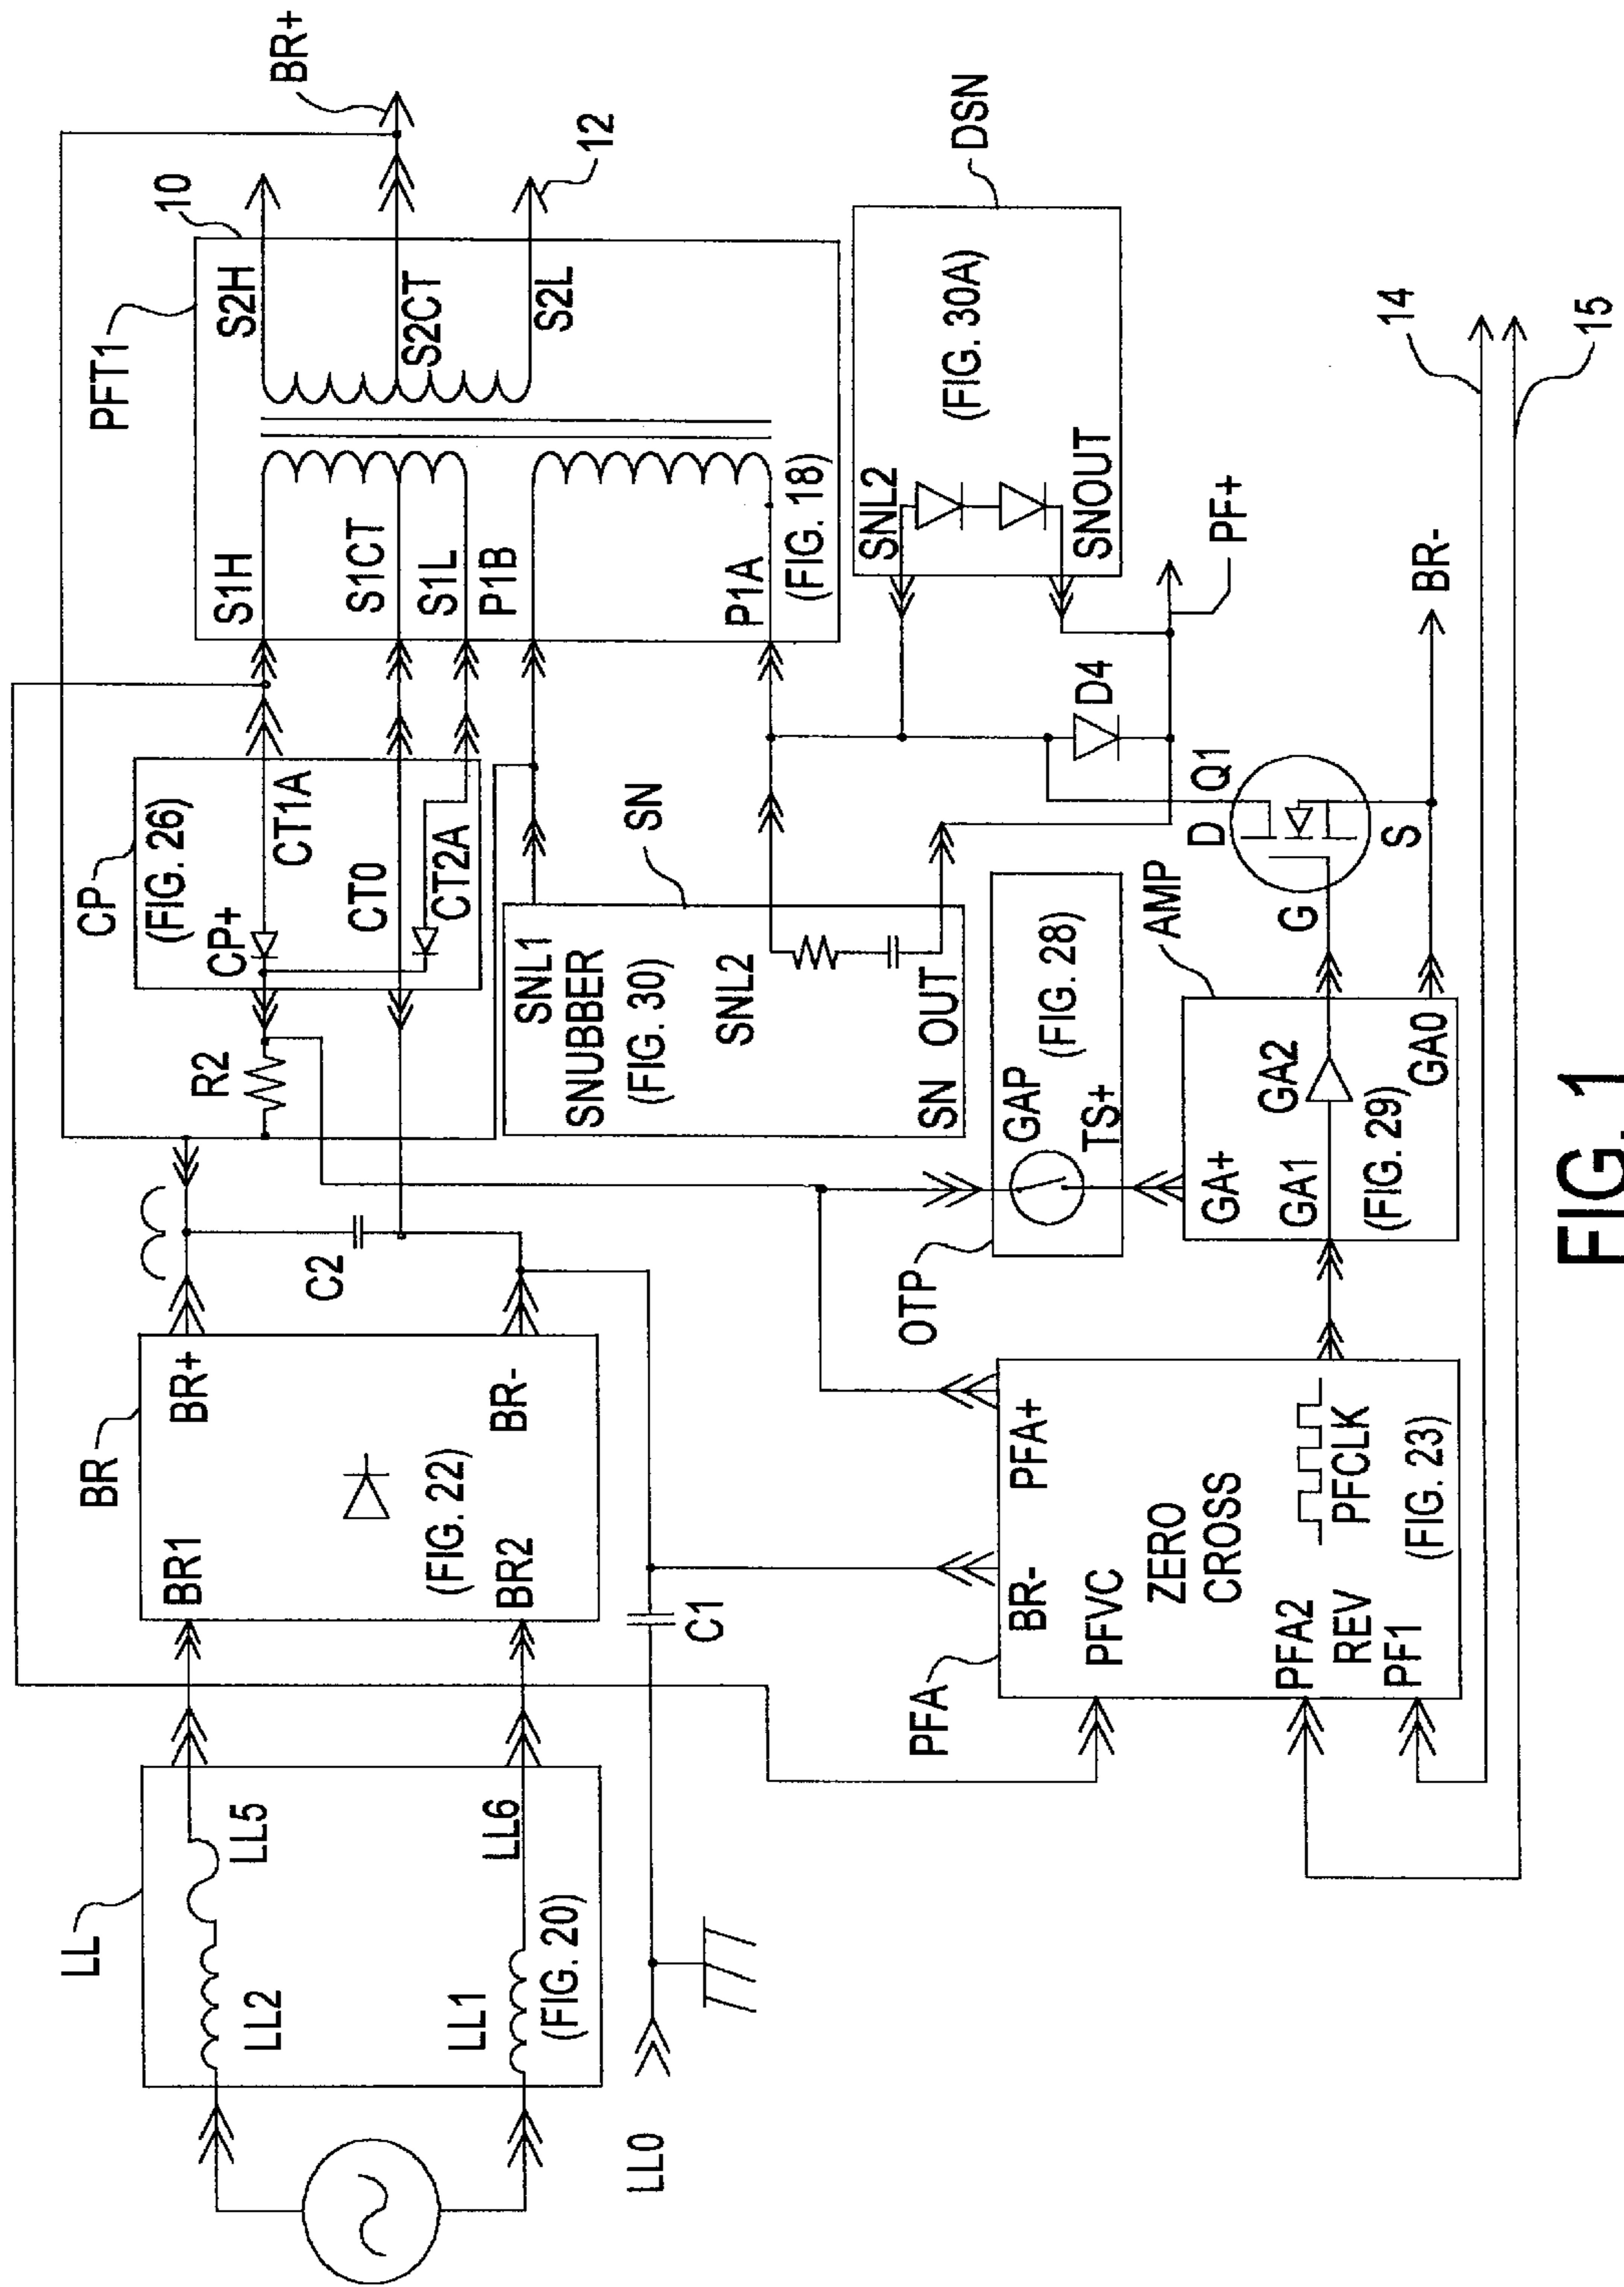 LL
LL2
LL5
LL1
LL6
(FIG. 20)
LL0
BR
BR1
BR+
(FIG. 22)
BR2
BR-
C2
C1
R2
CP
(FIG. 26)
CP+
CT1A
CT0
CT2A
PFT1
10
BR+
S1H
S2H
S1CT
S2CT
S1L
S2L
12
P1B
P1A
(FIG. 18)
SN
SNL1
SNUBBER
(FIG. 30)
SNL2
SN OUT
DSN
SNL2
(FIG. 30A)
SNOUT
D4
PF+
OTP
GAP
(FIG. 28)
TS+
PFA
BR-
PFA+
PFVC
ZERO
CROSS
PFA2
REV
PF1
PFCLK
(FIG. 23)
AMP
GA+
GA1
GA2
(FIG. 29)
GA0
D
Q1
G
S
BR-
14
15
FIG. 1